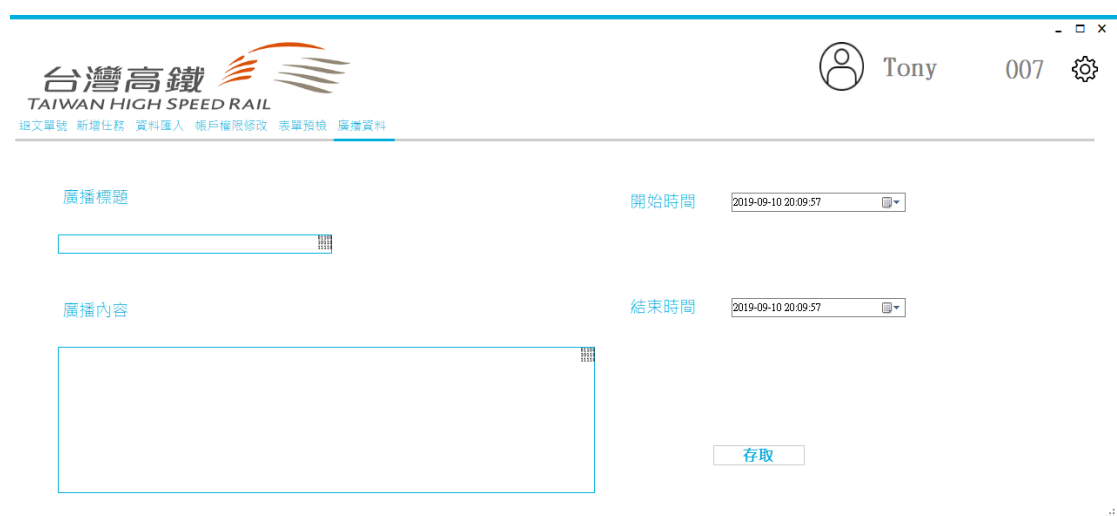 台灣高鐵
TAIWAN HIGH SPEED RAIL
Tony 007
追文單號 新增任務 資料匯入 帳戶權限修改 表單預檢 廣播資料
廣播標題
開始時間 2019-09-10 20:09:57
廣播內容
結束時間 2019-09-10 20:09:57
存取